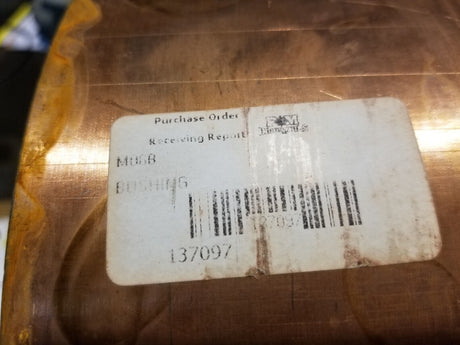 Purchase Order
Receiving Report
BUSHING
137097